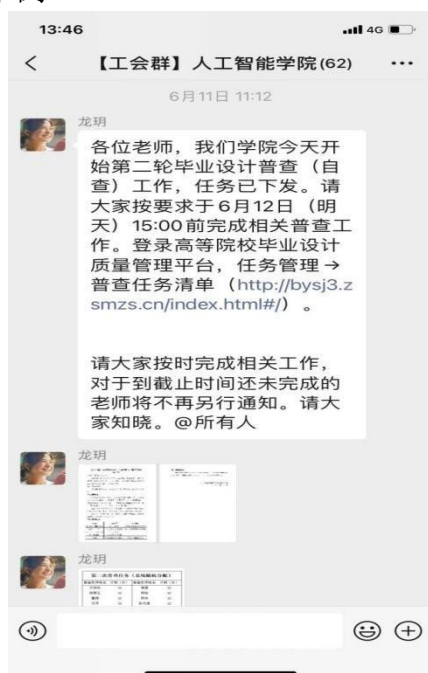 13:46
4G
【工会群】人工智能学院(62)
6月11日 11:12
龙玥
各位老师，我们学院今天开
始第二轮毕业设计普查（自
查）工作，任务已下发。请
大家按要求于6月12日（明
天）15:00前完成相关普查工
作。登录高等院校毕业设计
质量管理平台，任务管理→
普查任务清单（http://bysj3.z
smzs.cn/index.html#/）。
请大家按时完成相关工作，
对于到截止时间还未完成的
老师将不再另行通知。请大
家知晓。@所有人
龙玥
龙玥